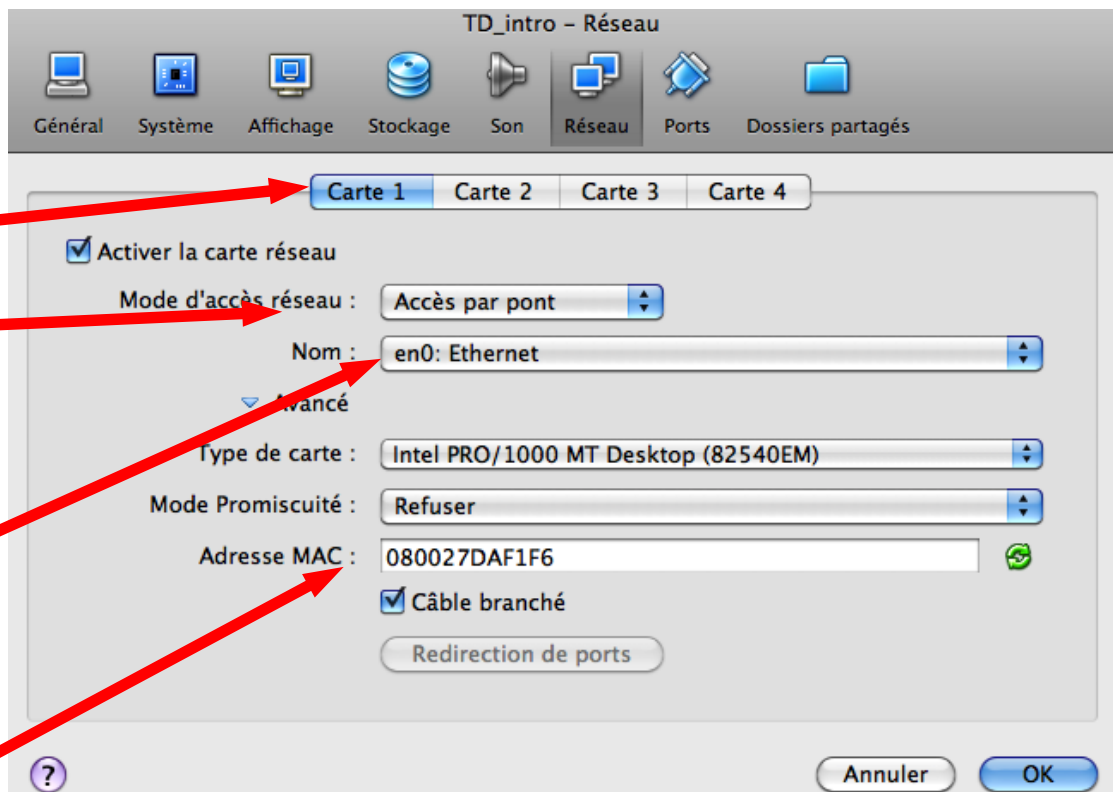 TD_intro – Réseau
Général Système Affichage Stockage Son Réseau Ports Dossiers partagés
Carte 1 Carte 2 Carte 3 Carte 4
Activer la carte réseau
Mode d'accès réseau : Accès par pont
Nom : en0: Ethernet
Avancé
Type de carte : Intel PRO/1000 MT Desktop (82540EM)
Mode Promiscuité : Refuser
Adresse MAC : 080027DAF1F6
Câble branché
Redirection de ports
? Annuler OK